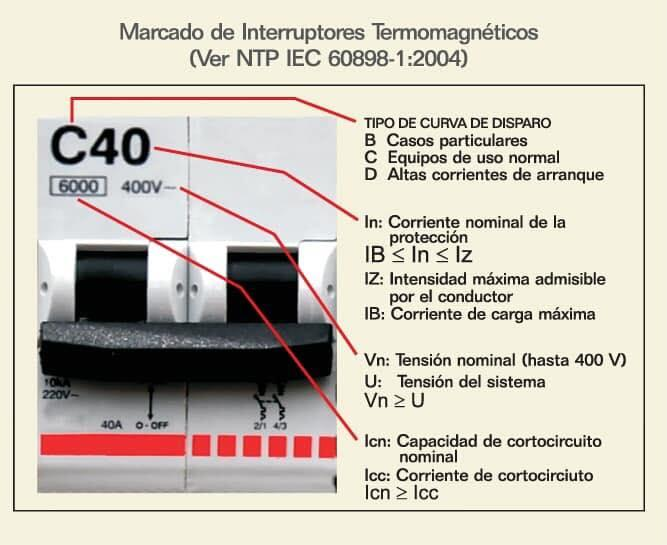 Marcado de Interruptores Termomagnéticos
(Ver NTP IEC 60898-1:2004)
C40
6000 400V~
10kA
220V~
40A O-OFF
2/1 4/3
TIPO DE CURVA DE DISPARO
B Casos particulares
C Equipos de uso normal
D Altas corrientes de arranque
In: Corriente nominal de la
protección
IB ≤ In ≤ Iz
IZ: Intensidad máxima admisible
por el conductor
IB: Corriente de carga máxima
Vn: Tensión nominal (hasta 400 V)
U: Tensión del sistema
Vn ≥ U
Icn: Capacidad de cortocircuito
nominal
Icc: Corriente de cortocirciuto
Icn ≥ Icc